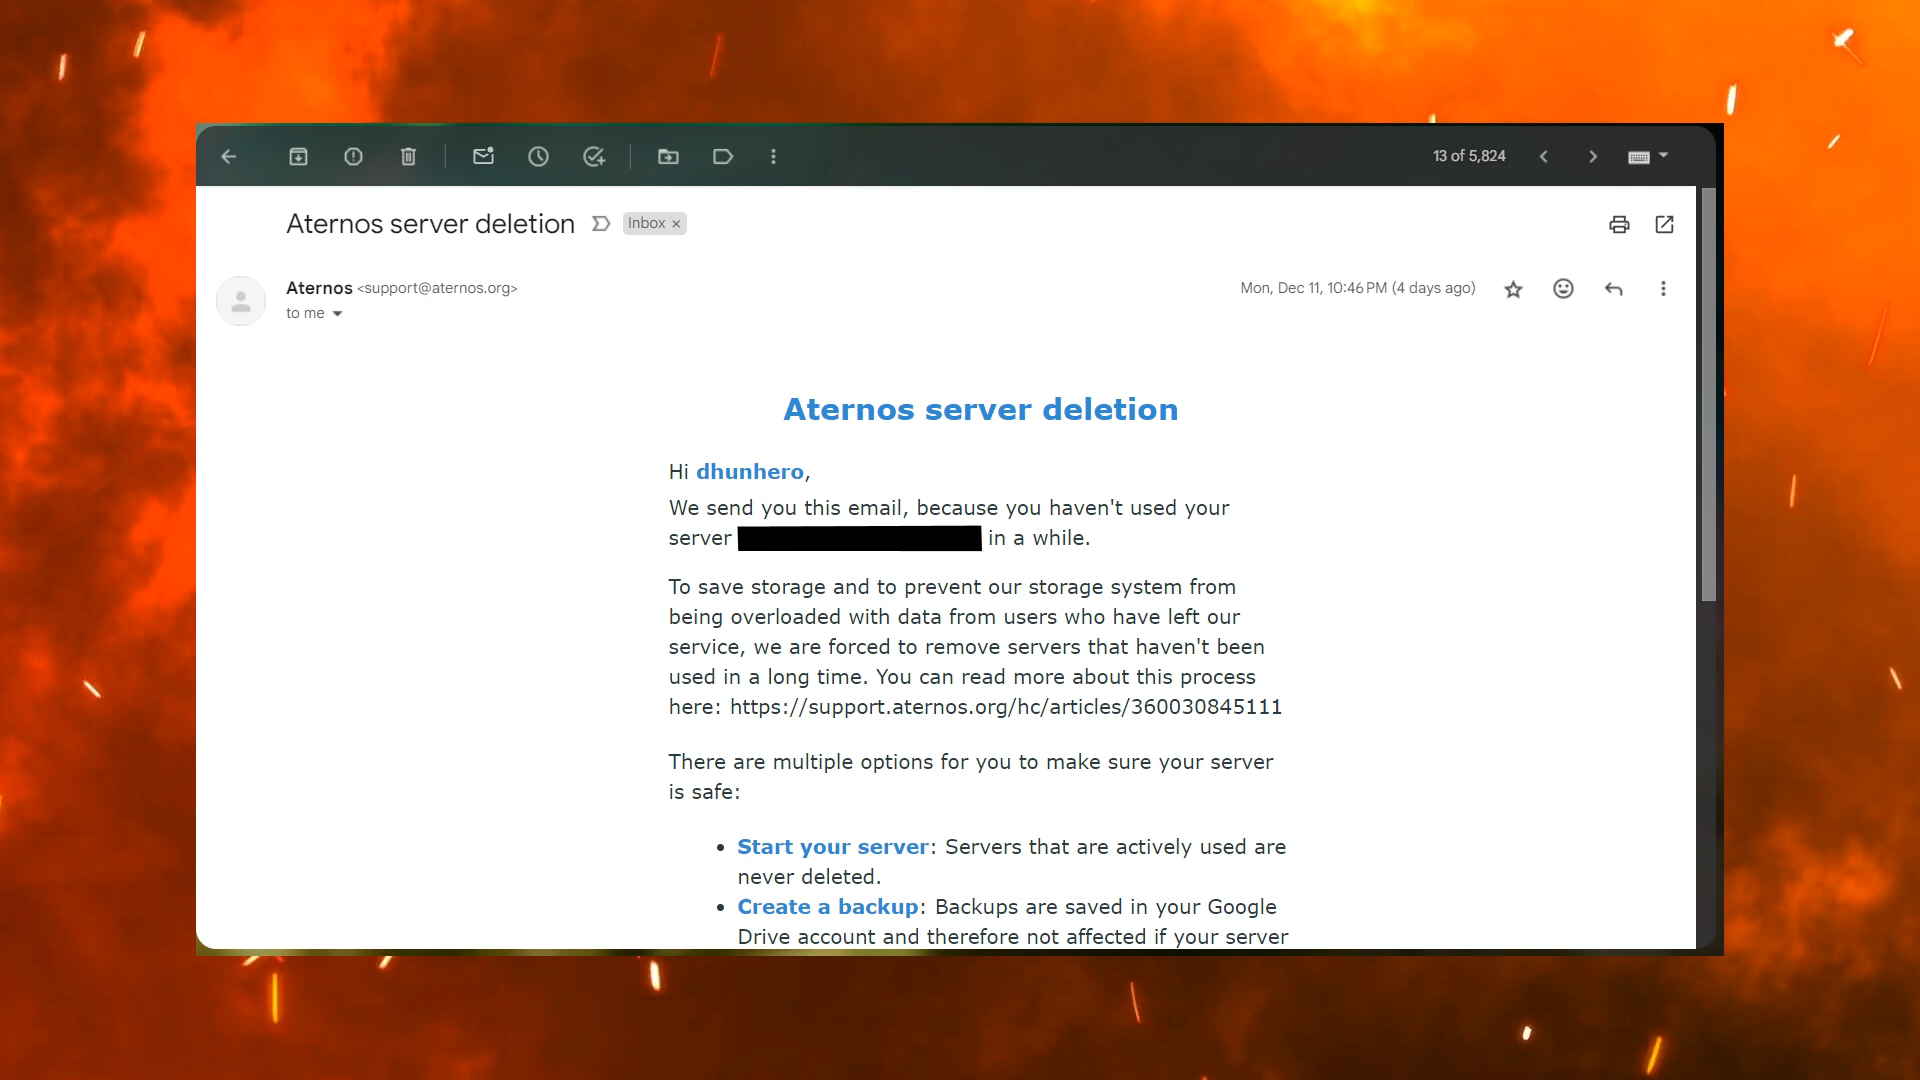 13 of 5,824
Aternos server deletion
Inbox ×
Aternos <support@aternos.org>
Mon, Dec 11, 10:46 PM (4 days ago)
to me
Aternos server deletion
Hi dhunhero,
We send you this email, because you haven't used your
server in a while.
To save storage and to prevent our storage system from
being overloaded with data from users who have left our
service, we are forced to remove servers that haven't been
used in a long time. You can read more about this process
here: https://support.aternos.org/hc/articles/360030845111
There are multiple options for you to make sure your server
is safe:
• Start your server: Servers that are actively used are
never deleted.
• Create a backup: Backups are saved in your Google
Drive account and therefore not affected if your server